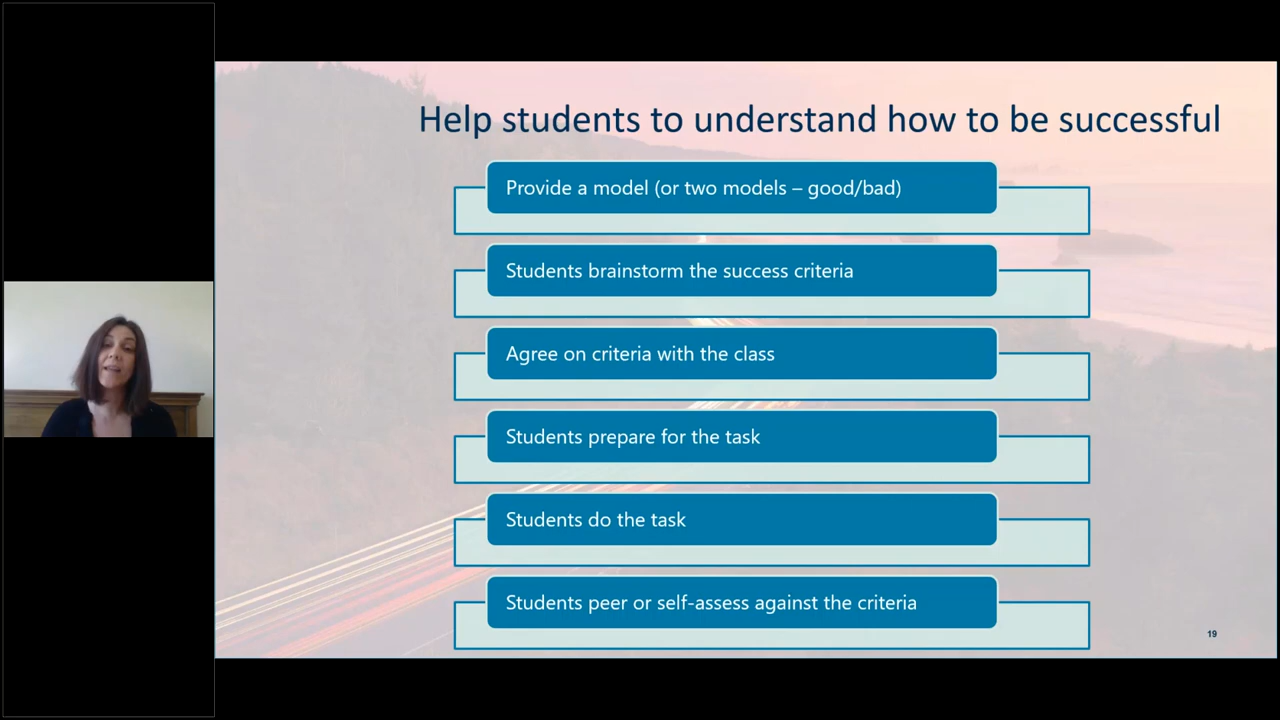 Help students to understand how to be successful
Provide a model (or two models – good/bad)
Students brainstorm the success criteria
Agree on criteria with the class
Students prepare for the task
Students do the task
Students peer or self-assess against the criteria
19